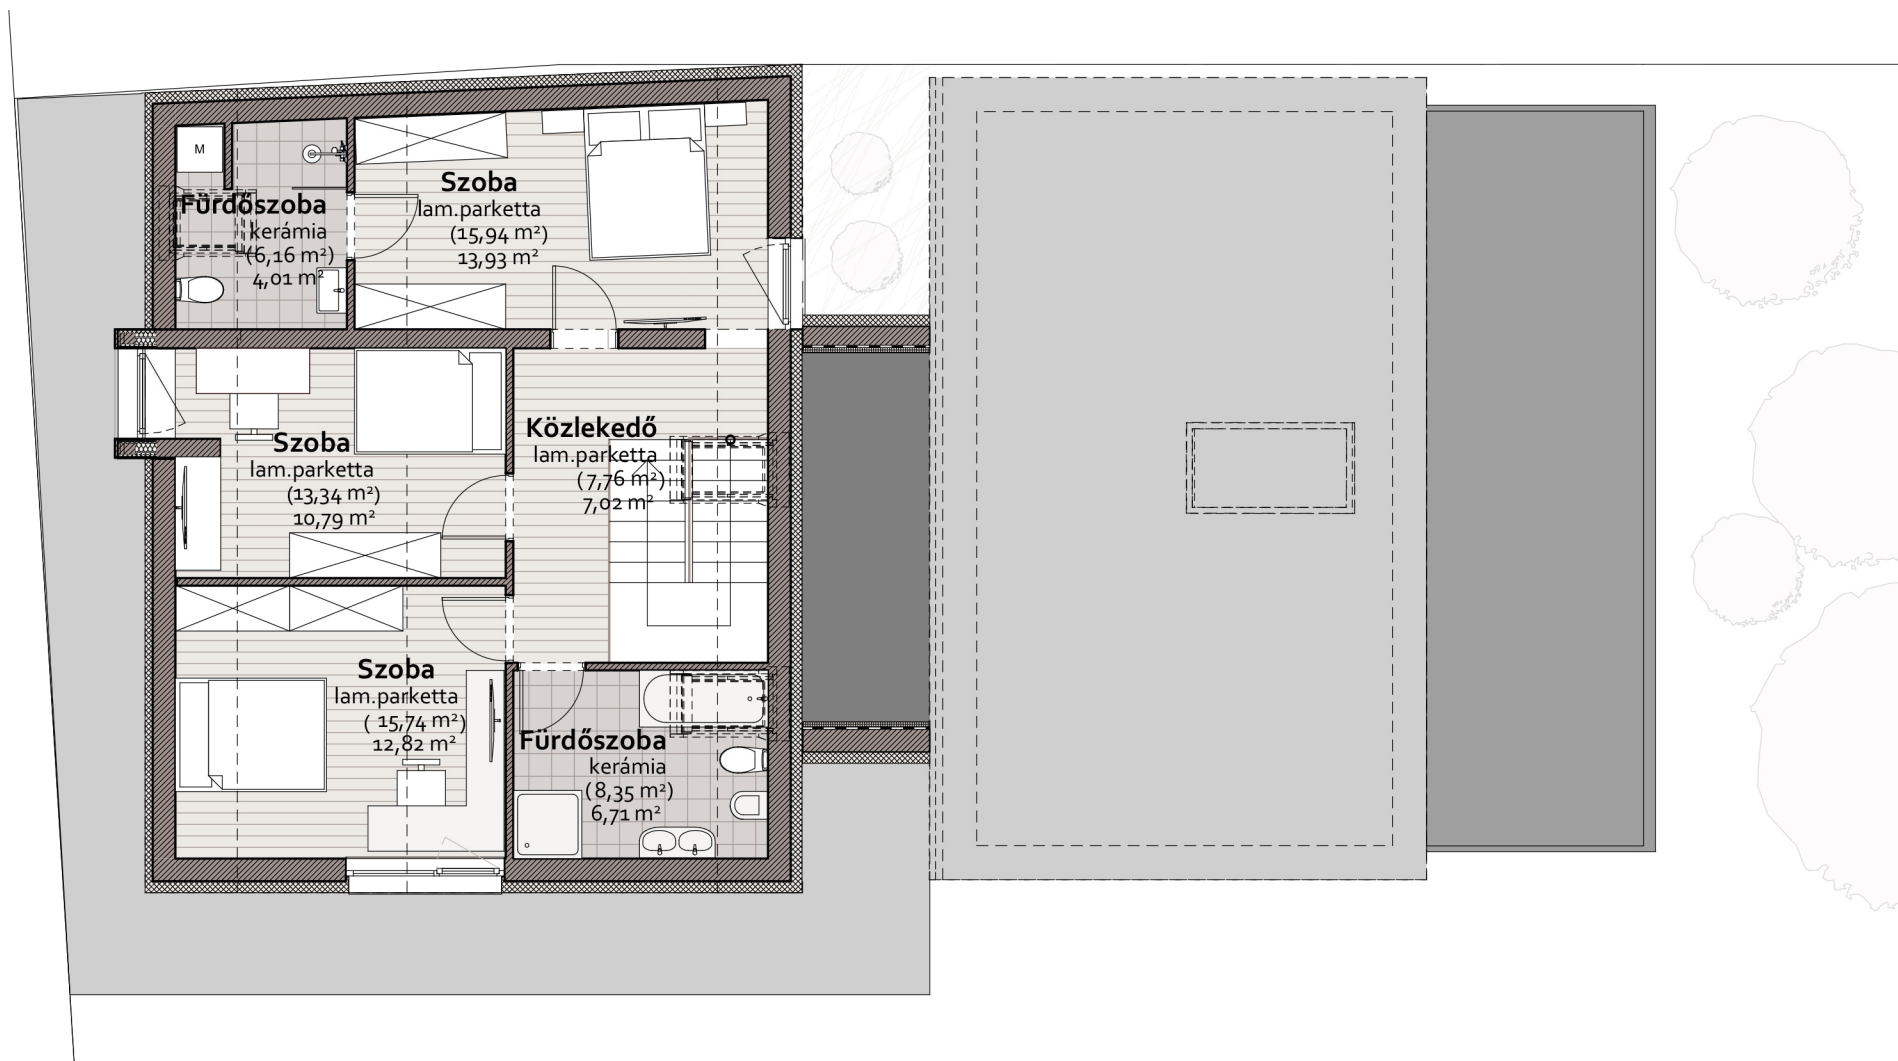 M
Fürdőszoba
kerámia
(6,16 m²)
4,01 m²
Szoba
lam.parketta
(15,94 m²)
13,93 m²
Szoba
lam.parketta
(13,34 m²)
10,79 m²
Közlekedő
lam.parketta
(7,76 m²)
7,02 m²
Szoba
lam.parketta
( 15,74 m²)
12,82 m²
Fürdőszoba
kerámia
(8,35 m²)
6,71 m²